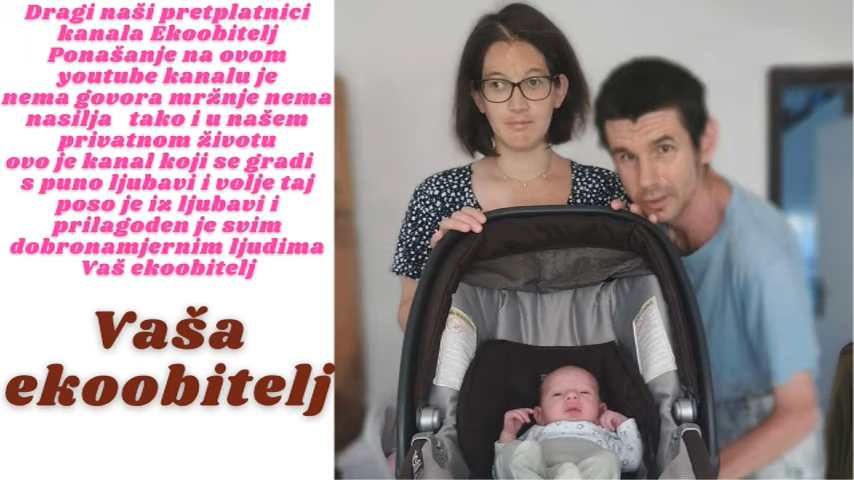 Dragi naši pretplatnici
kanala Ekoobitelj
Ponašanje na ovom
youtube kanalu je
nema govora mržnje nema
nasilja tako i u našem
privatnom životu
ovo je kanal koji se gradi
s puno ljubavi i volje taj
poso je iz ljubavi i
prilagođen je svim
dobronamjernim ljudima
Vaš ekoobitelj
Vaša
ekoobitelj